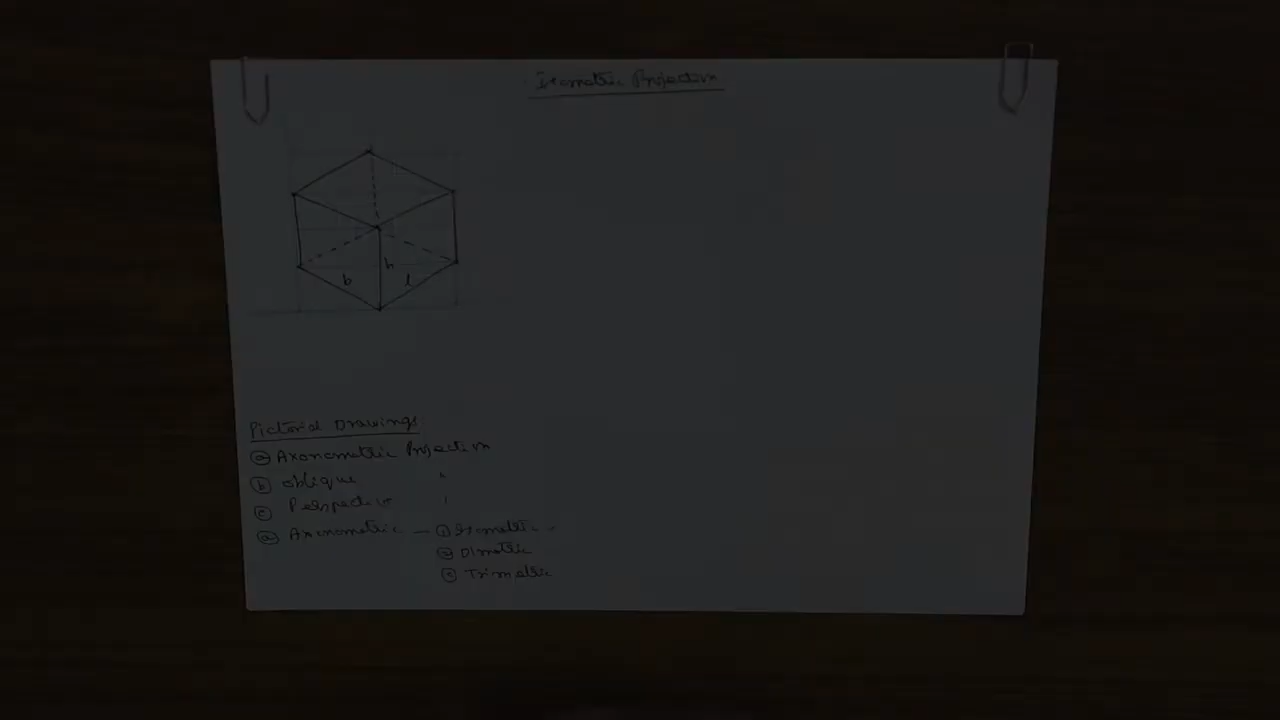 Isometric Projection
h
b
l
Pictorial Drawings
(a) Axonometric Projection
(b) oblique "
(c) Perspective "
(a) Axonometric — (1) Isometric
(2) Dimetric
(3) Trimetric